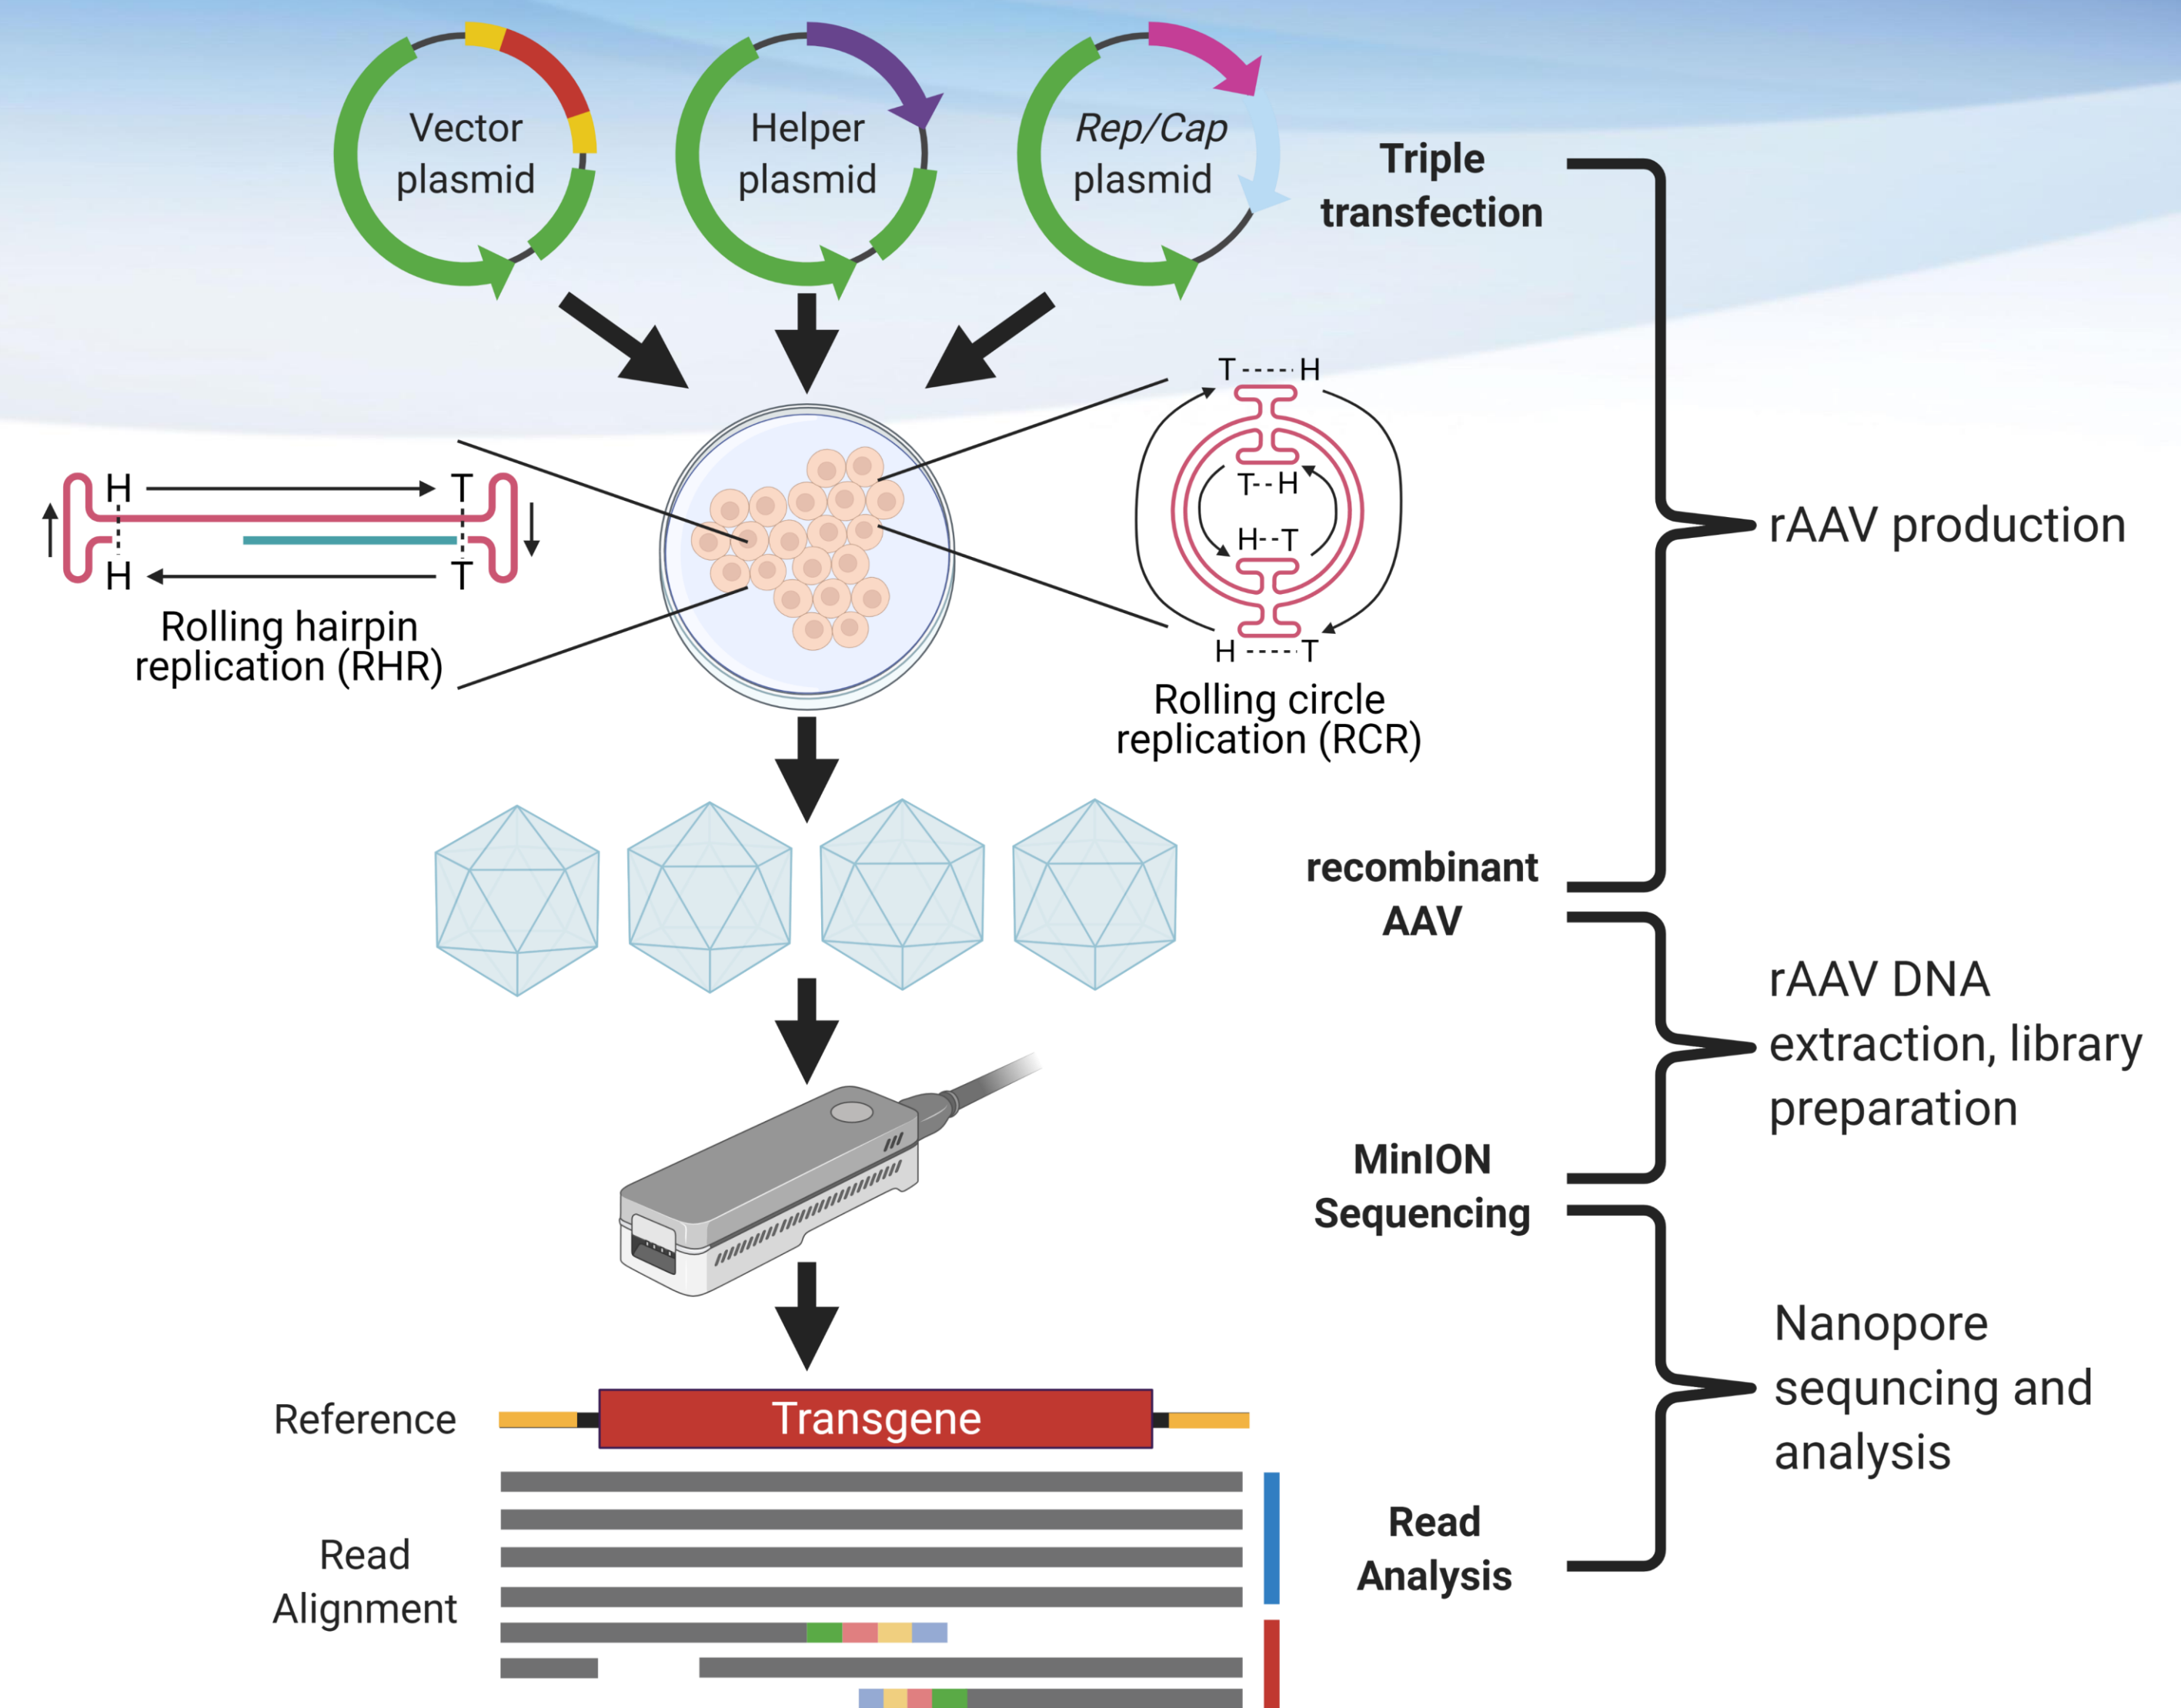 Vector
plasmid
Helper
plasmid
Rep/Cap
plasmid
Triple
transfection
T H
T H
H T
H T
H T
H T
Rolling hairpin
replication (RHR)
Rolling circle
replication (RCR)
rAAV production
recombinant
AAV
rAAV DNA
extraction, library
preparation
MinION
Sequencing
Nanopore
sequncing and
analysis
Reference
Transgene
Read
Alignment
Read
Analysis